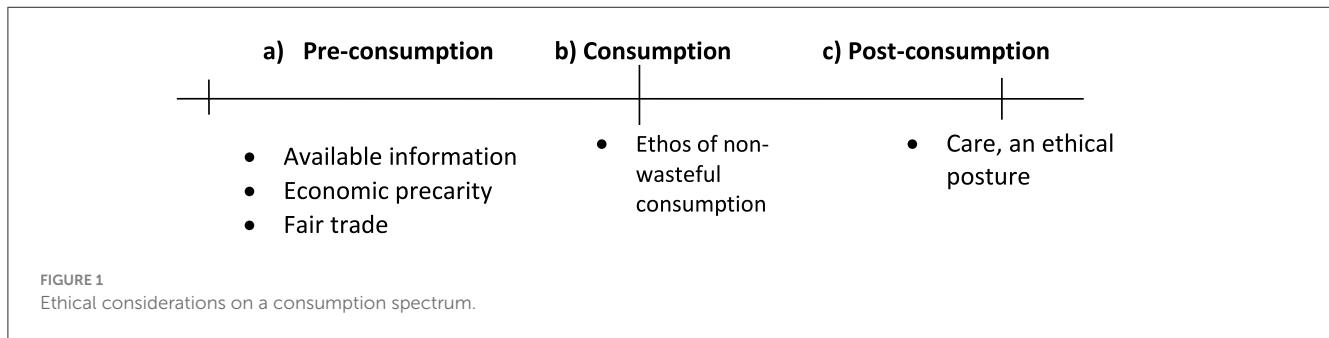 a) Pre-consumption
b) Consumption
c) Post-consumption
• Available information
• Economic precarity
• Fair trade
• Ethos of non-
wasteful
consumption
• Care, an ethical
posture
FIGURE 1
Ethical considerations on a consumption spectrum.